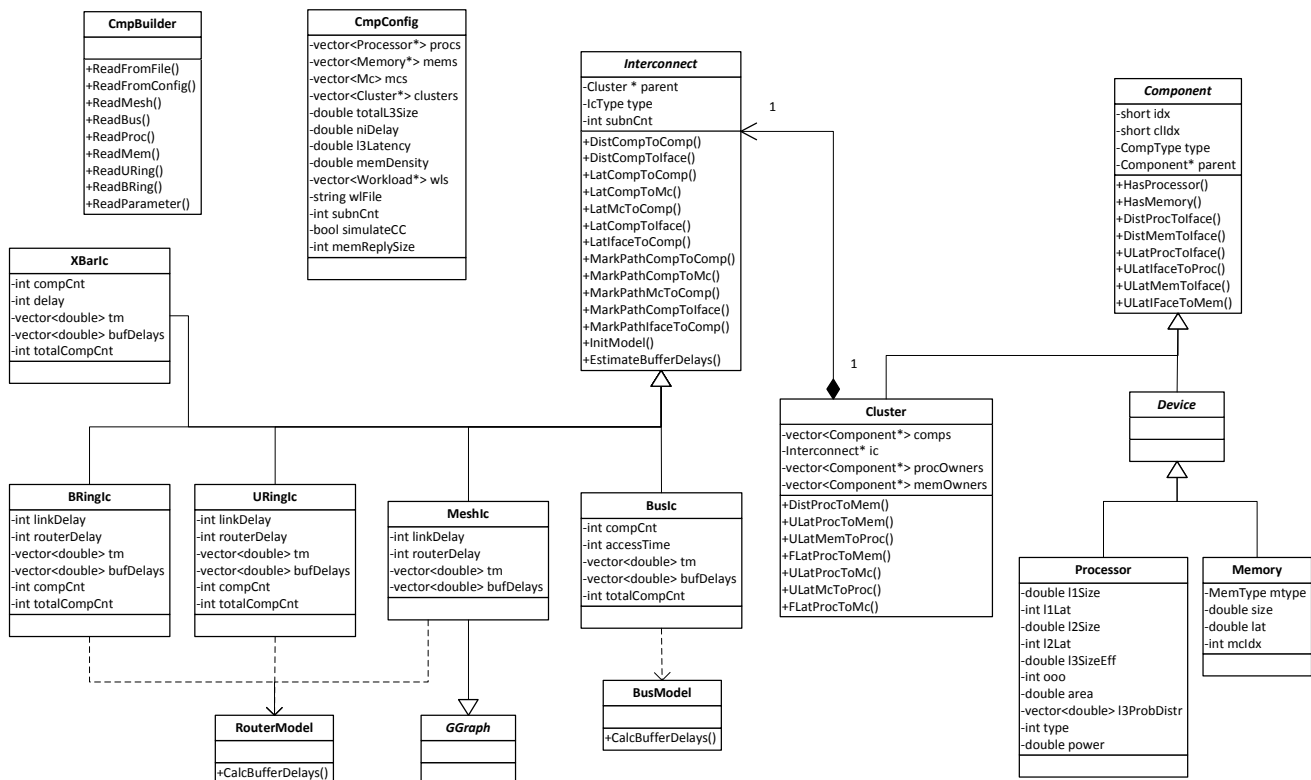 CmpBuilder
+ReadFromFile()
+ReadFromConfig()
+ReadMesh()
+ReadBus()
+ReadProc()
+ReadMem()
+ReadURing()
+ReadBRing()
+ReadParameter()
CmpConfig
-vector<Processor*> procs
-vector<Memory*> mems
-vector<Mc> mcs
-vector<Cluster*> clusters
-double totalL3Size
-double niDelay
-double l3Latency
-double memDensity
-vector<Workload*> wls
-string wlFile
-int subnCnt
-bool simulateCC
-int memReplySize
Interconnect
-Cluster * parent
-IcType type
-int subnCnt
+DistCompToComp()
+DistCompToIface()
+LatCompToComp()
+LatCompToMc()
+LatMcToComp()
+LatCompToIface()
+LatIfaceToComp()
+MarkPathCompToComp()
+MarkPathCompToMc()
+MarkPathMcToComp()
+MarkPathCompToIface()
+MarkPathIfaceToComp()
+InitModel()
+EstimateBufferDelays()
1
1
Component
-short idx
-short clIdx
-CompType type
-Component* parent
+HasProcessor()
+HasMemory()
+DistProcToIface()
+DistMemToIface()
+ULatProcToIface()
+ULatIfaceToProc()
+ULatMemToIface()
+ULatIFaceToMem()
XBarIc
-int compCnt
-int delay
-vector<double> tm
-vector<double> bufDelays
-int totalCompCnt
Cluster
-vector<Component*> comps
-Interconnect* ic
-vector<Component*> procOwners
-vector<Component*> memOwners
+DistProcToMem()
+ULatProcToMem()
+ULatMemToProc()
+FLatProcToMem()
+ULatProcToMc()
+ULatMcToProc()
+FLatProcToMc()
Device
BRingIc
-int linkDelay
-int routerDelay
-vector<double> tm
-vector<double> bufDelays
-int compCnt
-int totalCompCnt
URingIc
-int linkDelay
-int routerDelay
-vector<double> tm
-vector<double> bufDelays
-int compCnt
-int totalCompCnt
MeshIc
-int linkDelay
-int routerDelay
-vector<double> tm
-vector<double> bufDelays
BusIc
-int compCnt
-int accessTime
-vector<double> tm
-vector<double> bufDelays
-int totalCompCnt
Processor
-double l1Size
-int l1Lat
-double l2Size
-int l2Lat
-double l3SizeEff
-int ooo
-double area
-vector<double> l3ProbDistr
-int type
-double power
Memory
-MemType mtype
-double size
-double lat
-int mcIdx
RouterModel
+CalcBufferDelays()
GGraph
BusModel
+CalcBufferDelays()